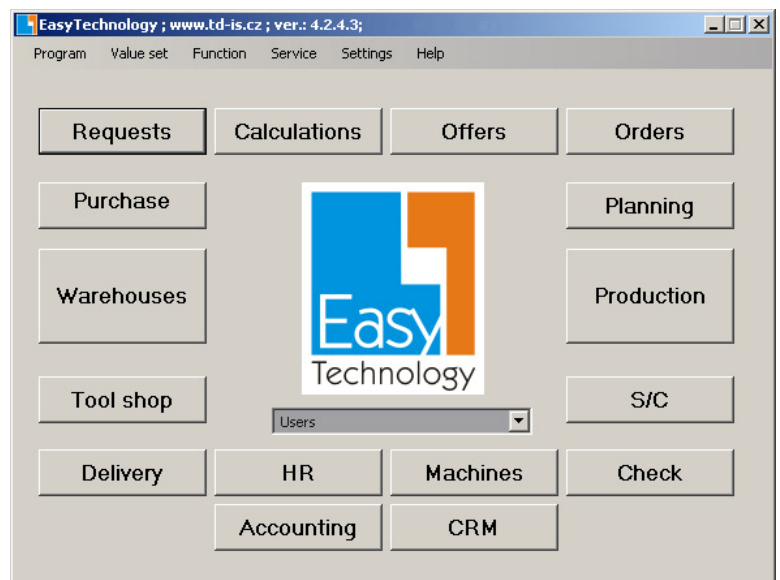 EasyTechnology ; www.td-is.cz ; ver.: 4.2.4.3;
Program Value set Function Service Settings Help
Requests Calculations Offers Orders
Purchase Planning
Warehouses Production
Easy
Technology
Tool shop S/C
Users
Delivery HR Machines Check
Accounting CRM